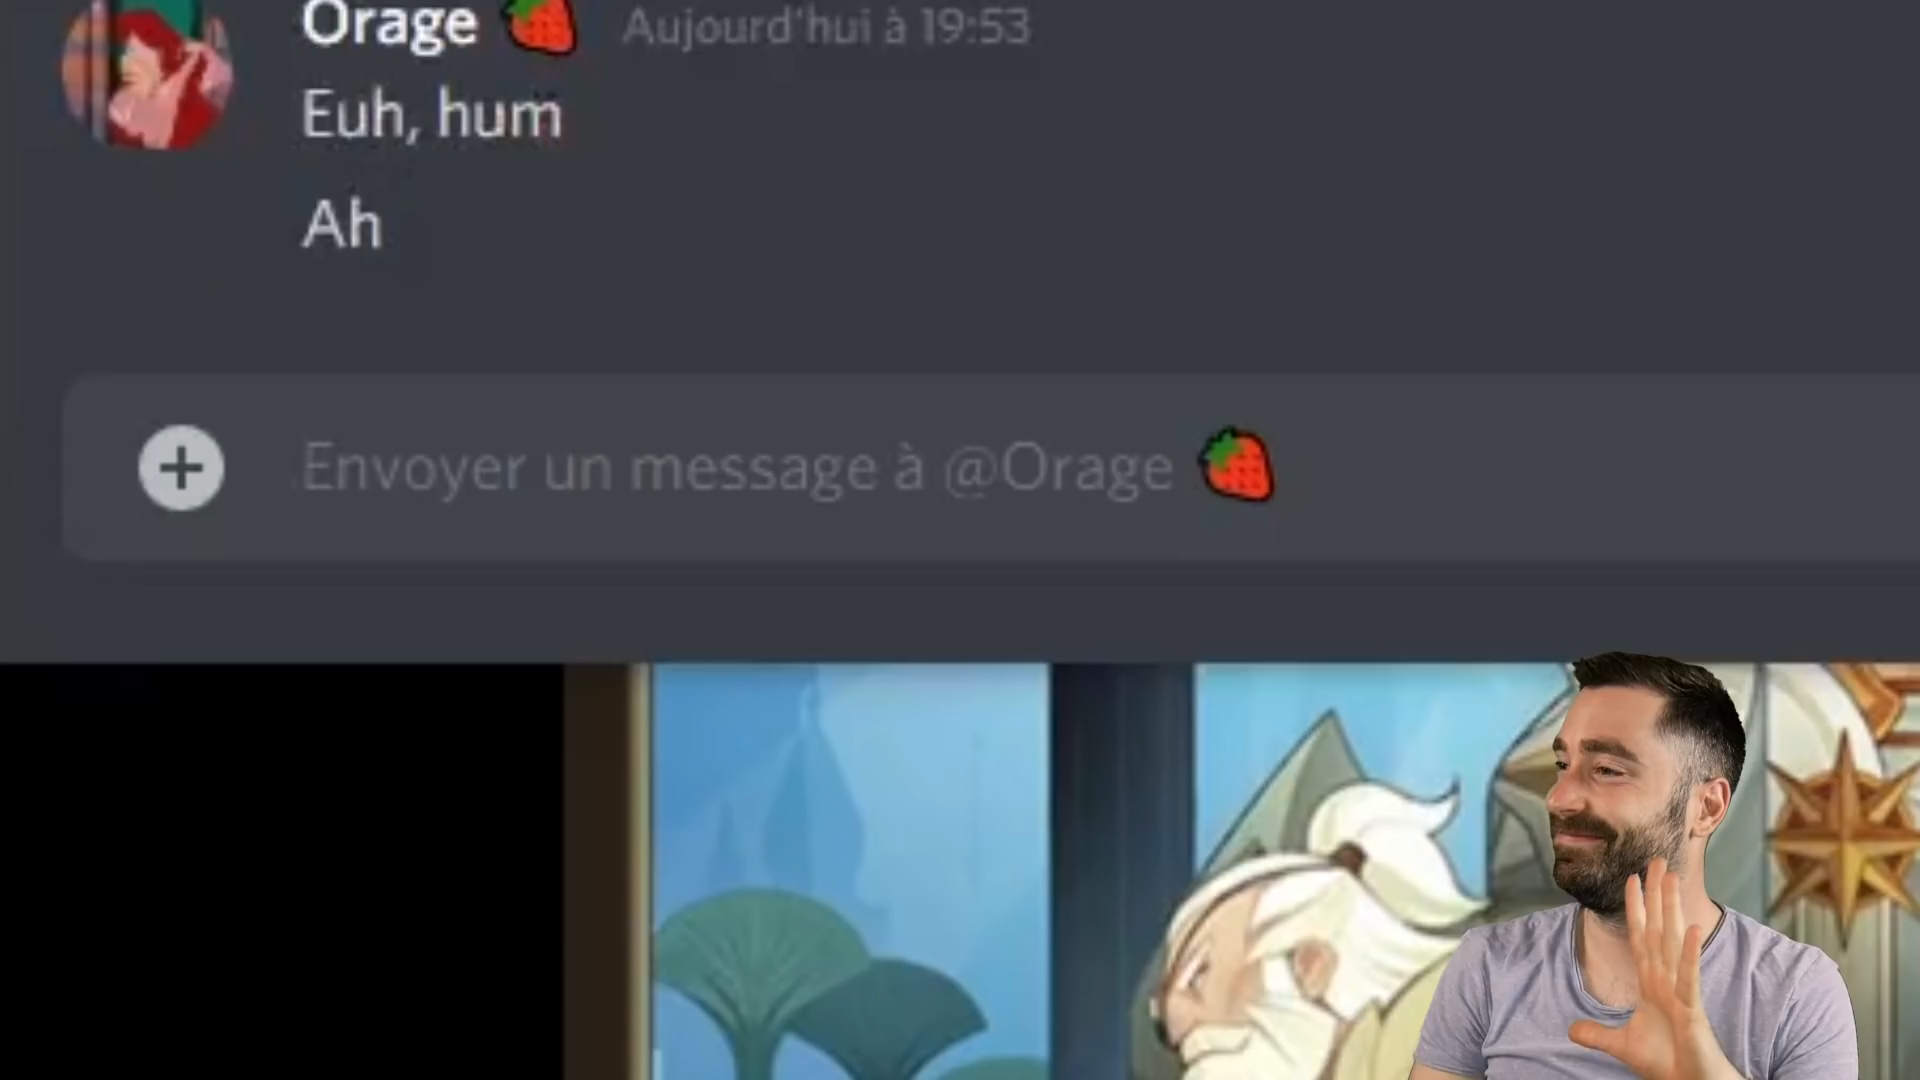 Orage 🍓 Aujourd'hui à 19:53
Euh, hum
Ah
Envoyer un message à @Orage 🍓